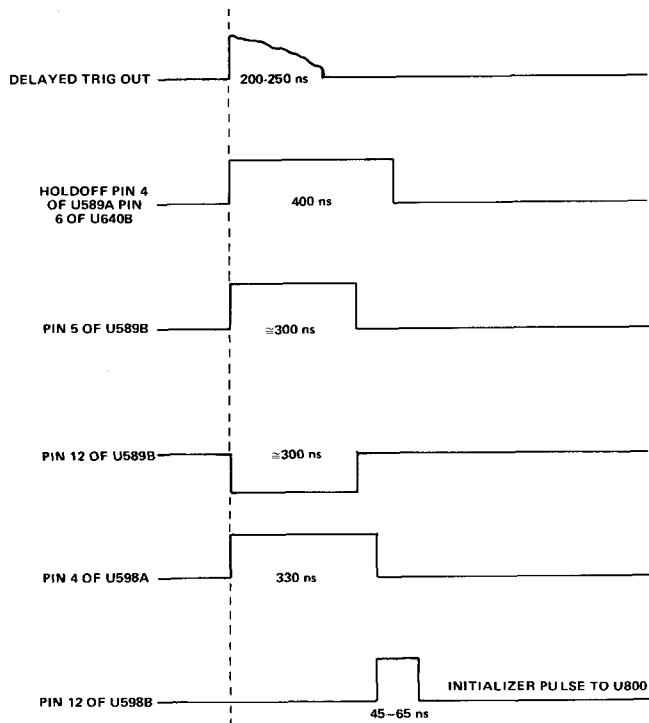 DELAYED TRIG OUT
200-250 ns
HOLDOFF PIN 4
OF U589A PIN
6 OF U640B
400 ns
PIN 5 OF U589B
≅300 ns
PIN 12 OF U589B
≅300 ns
PIN 4 OF U598A
330 ns
INITIALIZER PULSE TO U800
PIN 12 OF U598B
45~65 ns